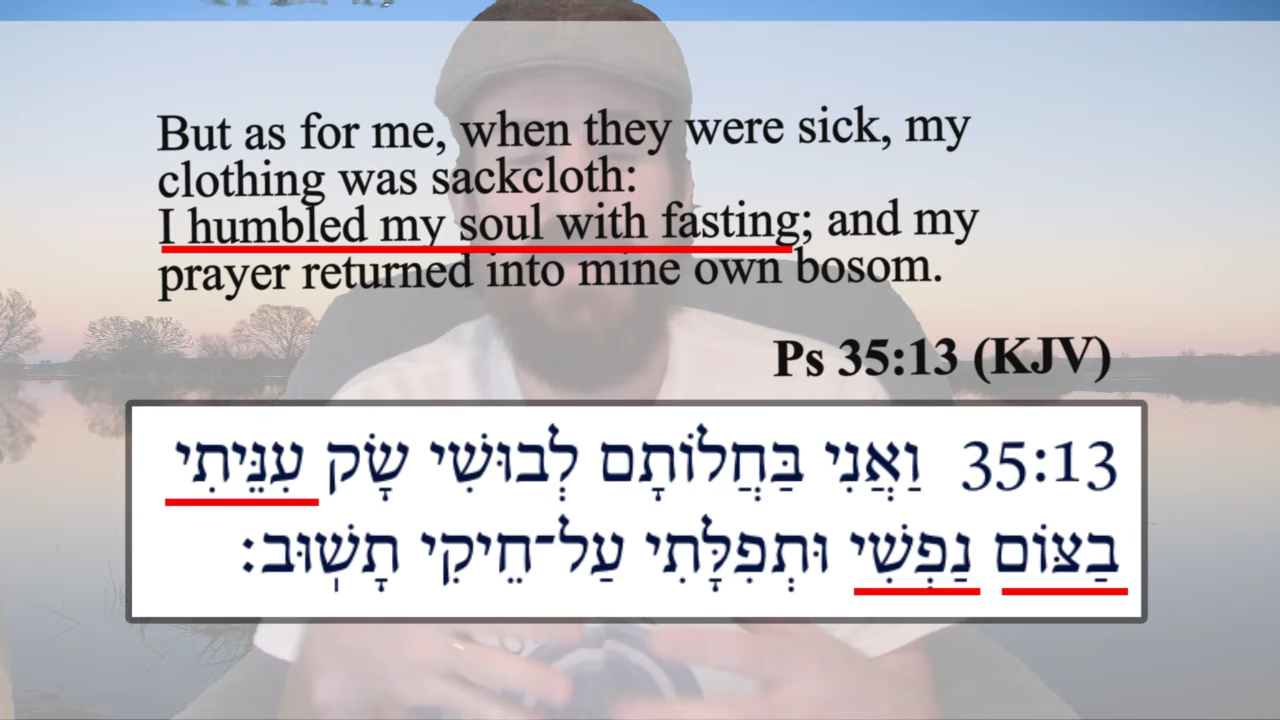 But as for me, when they were sick, my
clothing was sackcloth:
I humbled my soul with fasting; and my
prayer returned into mine own bosom.
Ps 35:13 (KJV)
35:13 וַאֲנִי בַּחֲלוֹתָם לְבוּשִׁי שָׂק עִנֵּיתִי
בַצּוֹם נַפְשִׁי וּתְפִלָּתִי עַל־חֵיקִי תָשֽׁוּב׃